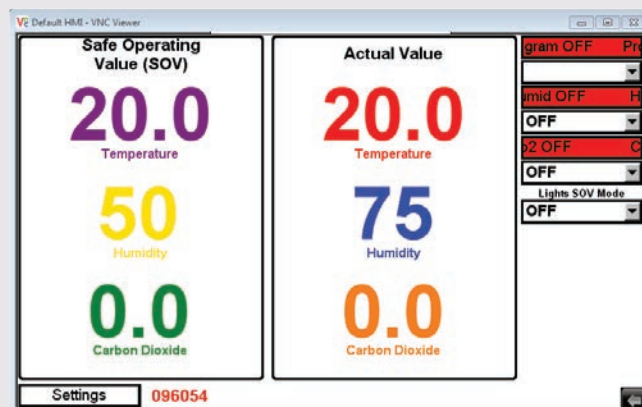 Default HMI - VNC Viewer
Safe Operating
Value (SOV)
20.0
Temperature
50
Humidity
0.0
Carbon Dioxide
Actual Value
20.0
Temperature
75
Humidity
0.0
Carbon Dioxide
gram OFF Pro
umid OFF H
OFF
o2 OFF C
OFF
Lights SOV Mode
OFF
Settings
096054